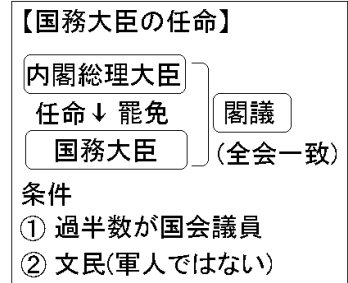 【国務大臣の任命】
内閣総理大臣
任命↓罷免
国務大臣
閣議
(全会一致)
条件
① 過半数が国会議員
② 文民(軍人ではない)